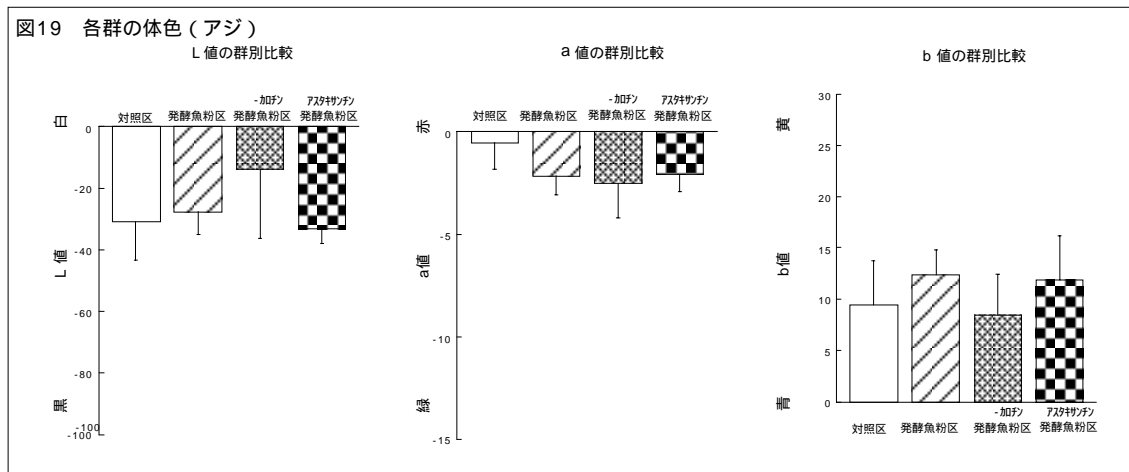 図19 各群の体色(アジ)
L 値の群別比較
対照区
発酵魚粉区
-カロチン
発酵魚粉区
アスタキサンチン
発酵魚粉区
白
L 値
黒
0
-20
-40
-60
-80
-100
-100
a 値の群別比較
対照区
発酵魚粉区
-カロチン
発酵魚粉区
アスタキサンチン
発酵魚粉区
赤
a値
緑
0
-5
-10
-15
b 値の群別比較
黄
b値
青
30
25
20
15
10
5
0
対照区
発酵魚粉区
-カロチン
発酵魚粉区
アスタキサンチン
発酵魚粉区